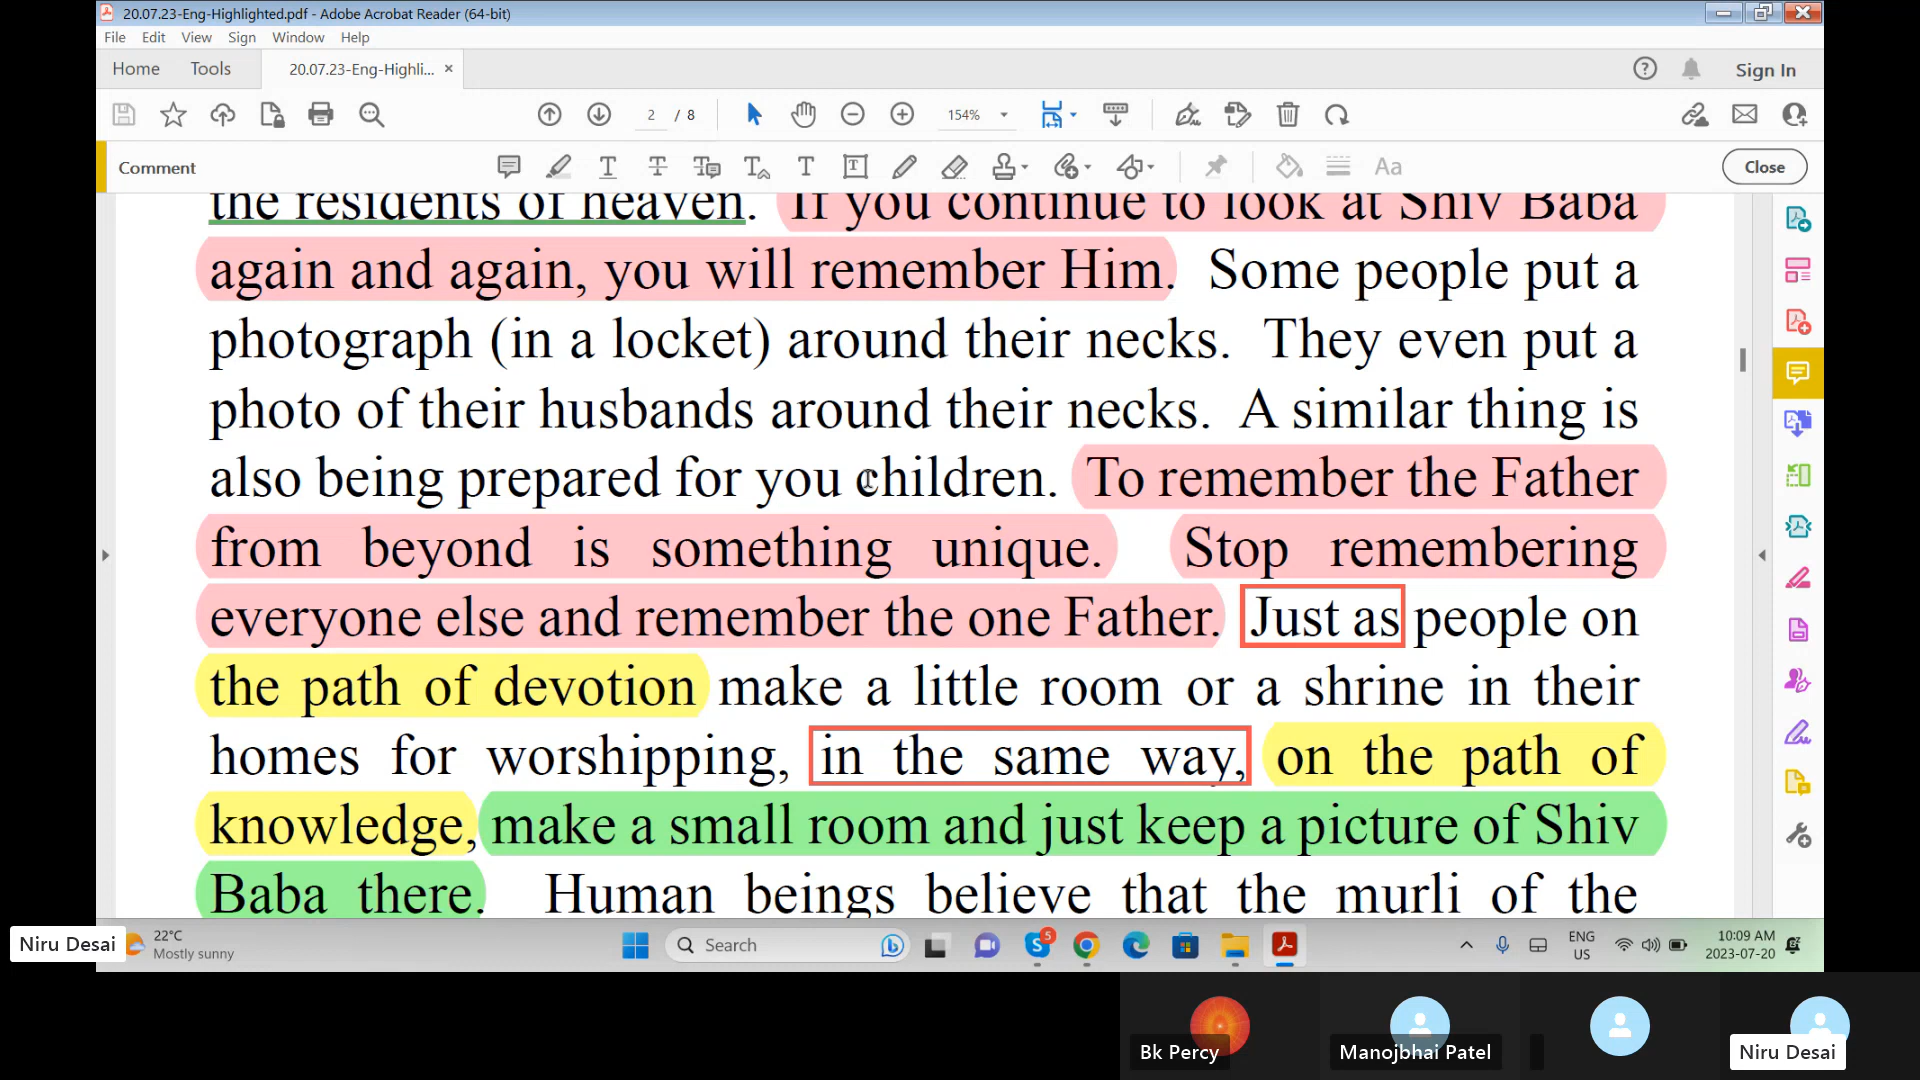 20.07.23-Eng-Highlighted.pdf - Adobe Acrobat Reader (64-bit)
File Edit View Sign Window Help
Home Tools 20.07.23-Eng-Highli... × Sign In
2 / 8 154%
Comment Close
the residents of heaven. If you continue to look at Shiv Baba
again and again, you will remember Him. Some people put a
photograph (in a locket) around their necks. They even put a
photo of their husbands around their necks. A similar thing is
also being prepared for you children. To remember the Father
from beyond is something unique. Stop remembering
everyone else and remember the one Father. Just as people on
the path of devotion make a little room or a shrine in their
homes for worshipping, in the same way, on the path of
knowledge, make a small room and just keep a picture of Shiv
Baba there. Human beings believe that the murli of the
Niru Desai
22°C
Mostly sunny
Search
5
ENG
US
10:09 AM
2023-07-20
Bk Percy
Manojbhai Patel
Niru Desai